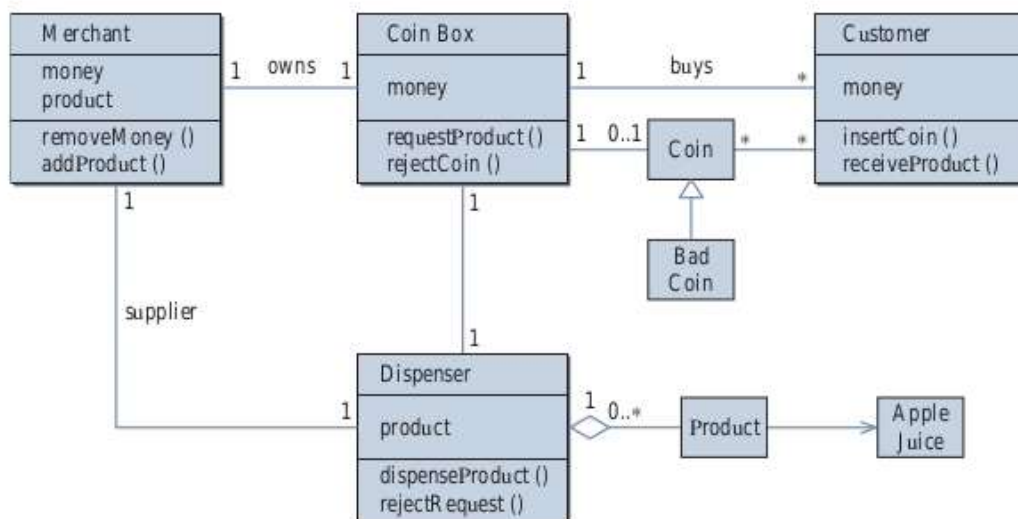 Merchant
money
product
removeMoney ()
addProduct ()
1
owns
1
Coin Box
money
requestProduct ()
rejectCoin ()
1
buys
*
1
0..1
Coin
*
*
Customer
money
insertCoin ()
receiveProduct ()
Bad
Coin
1
supplier
1
1
1
Dispenser
product
dispenseProduct ()
rejectRequest ()
1
0..*
Product
Apple
Juice